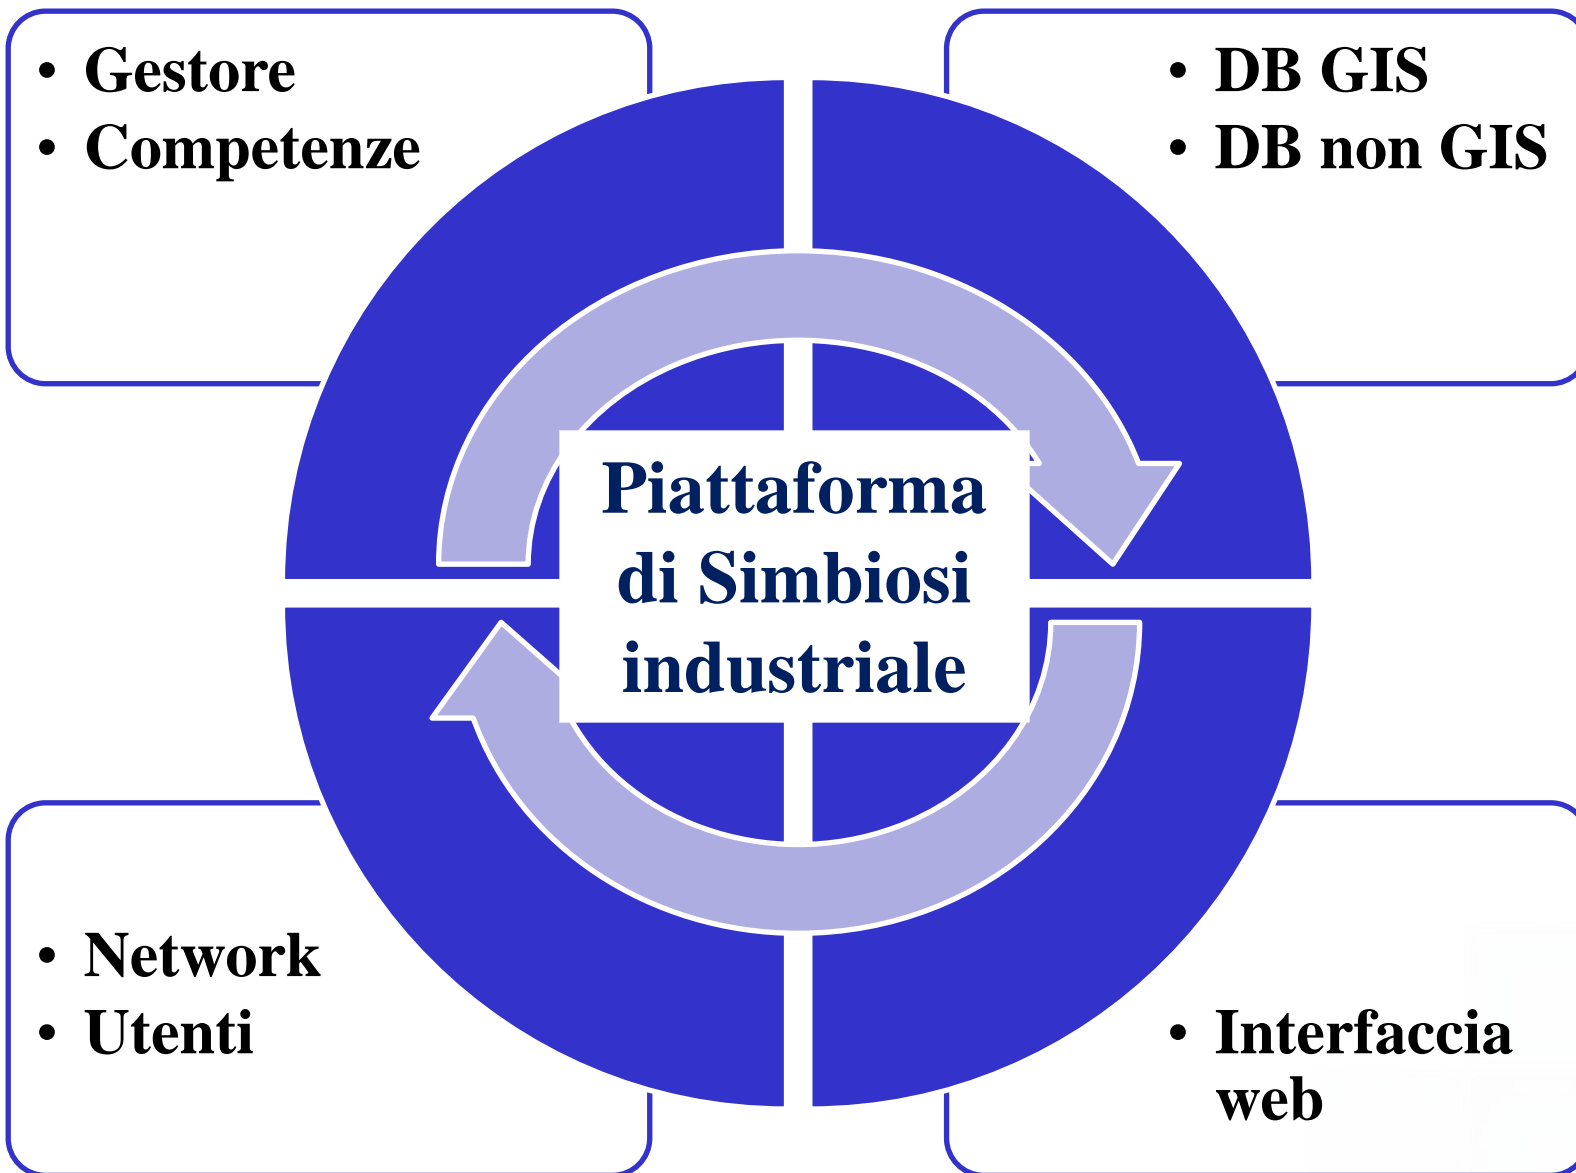 • Gestore
• Competenze
• DB GIS
• DB non GIS
Piattaforma
di Simbiosi
industriale
• Network
• Utenti
• Interfaccia
web